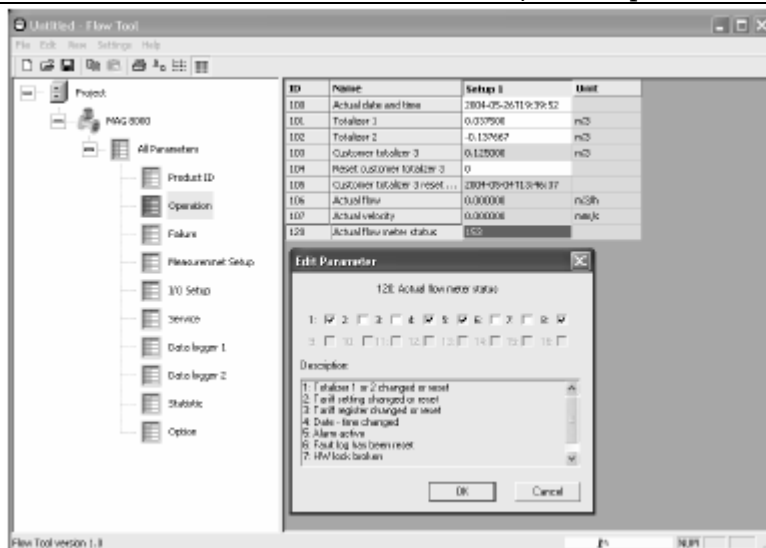 Untitled - Flow Tool
File Edit View Settings Help
Project
MAG 8000
All Parameters
Product ID
Operation
Failure
Measuremnet Setup
I/O Setup
Service
Data logger 1
Data logger 2
Statistic
Option
ID Name Setup 1 Unit
100 Actual date and time 2004-05-26T19:39:52
101 Totalizer 1 0.037500 m3
102 Totalizer 2 -0.137667 m3
103 Customer totalizer 3 0.125000 m3
104 Reset customer totalizer 3 0
105 Customer totalizer 3 reset ... 2004-05-04T13:46:37
106 Actual flow 0.000000 m3/h
107 Actual velocity 0.000000 mm/s
120 Actual flow meter status 153
Edit Parameter
120: Actual flow meter status
1: 2: 3: 4: 5: 6: 7: 8:
9: 10: 11: 12: 13: 14: 15: 16:
Description:
1: Totalizer 1 or 2 changed or reset
2: Tariff setting changed or reset
3: Tariff register changed or reset
4: Date - time changed
5: Alarm active
6: Fault log has been reset
7: HW lock broken
OK Cancel
Flow Tool version 1.0 NUM